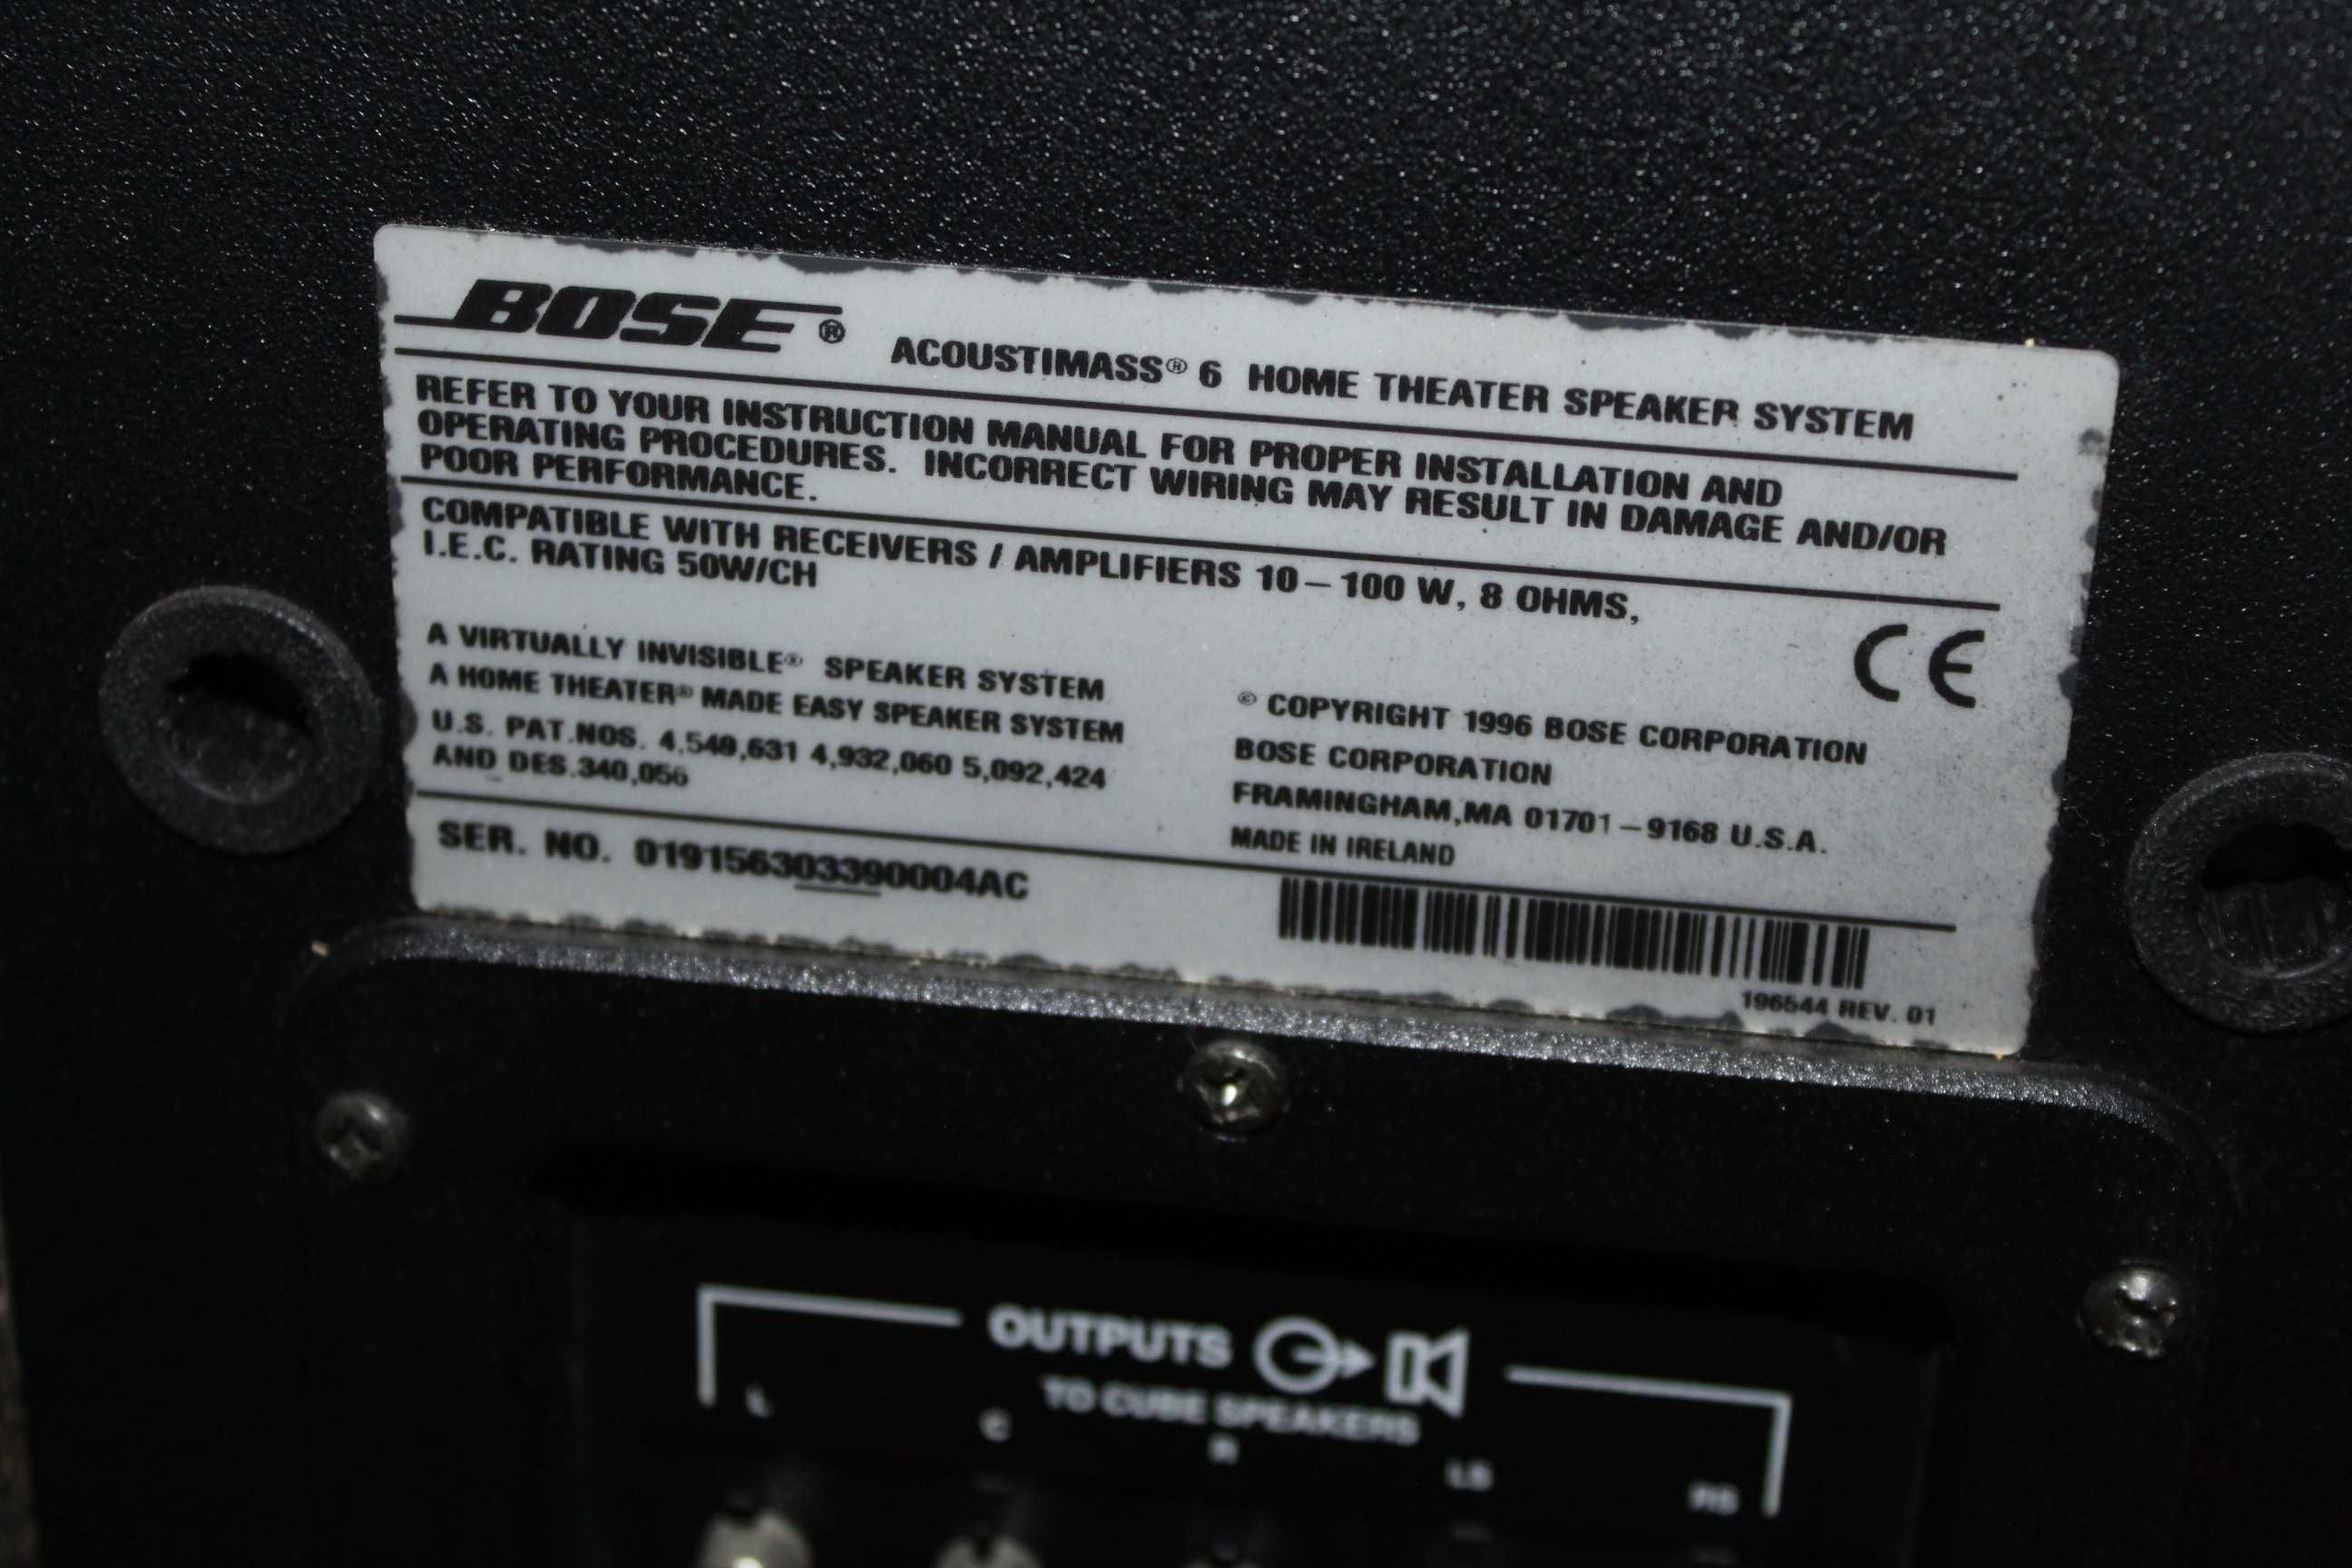 BOSE® ACOUSTIMASS® 6 HOME THEATER SPEAKER SYSTEM
REFER TO YOUR INSTRUCTION MANUAL FOR PROPER INSTALLATION AND
OPERATING PROCEDURES. INCORRECT WIRING MAY RESULT IN DAMAGE AND/OR
POOR PERFORMANCE.
COMPATIBLE WITH RECEIVERS / AMPLIFIERS 10–100 W, 8 OHMS,
I.E.C. RATING 50W/CH
CE
A VIRTUALLY INVISIBLE® SPEAKER SYSTEM
A HOME THEATER® MADE EASY SPEAKER SYSTEM
U.S. PAT.NOS. 4,549,631 4,932,060 5,092,424
AND DES.340,056
© COPYRIGHT 1996 BOSE CORPORATION
BOSE CORPORATION
FRAMINGHAM,MA 01701–9168 U.S.A.
MADE IN IRELAND
SER. NO. 019156303390004AC
196544 REV. 01
OUTPUTS
TO CUBE SPEAKERS
L C R LS RS